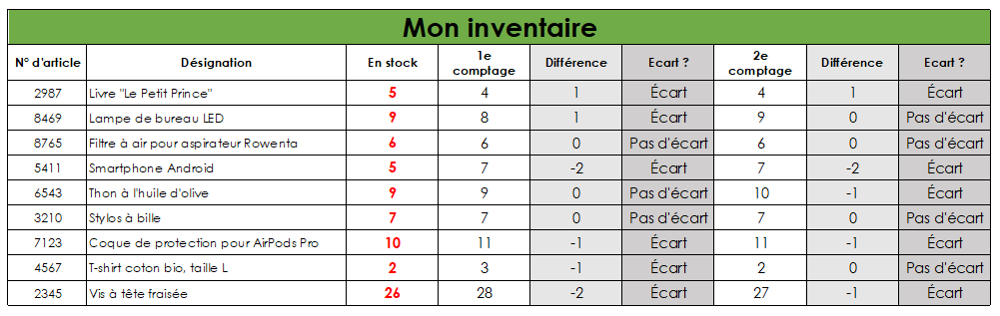 Mon inventaire
N° d'article Désignation En stock 1e comptage Différence Ecart ? 2e comptage Différence Ecart ?
2987 Livre "Le Petit Prince" 5 4 1 Écart 4 1 Écart
8469 Lampe de bureau LED 9 8 1 Écart 9 0 Pas d'écart
8765 Filtre à air pour aspirateur Rowenta 6 6 0 Pas d'écart 6 0 Pas d'écart
5411 Smartphone Android 5 7 -2 Écart 7 -2 Écart
6543 Thon à l'huile d'olive 9 9 0 Pas d'écart 10 -1 Écart
3210 Stylos à bille 7 7 0 Pas d'écart 7 0 Pas d'écart
7123 Coque de protection pour AirPods Pro 10 11 -1 Écart 11 -1 Écart
4567 T-shirt coton bio, taille L 2 3 -1 Écart 2 0 Pas d'écart
2345 Vis à tête fraisée 26 28 -2 Écart 27 -1 Écart